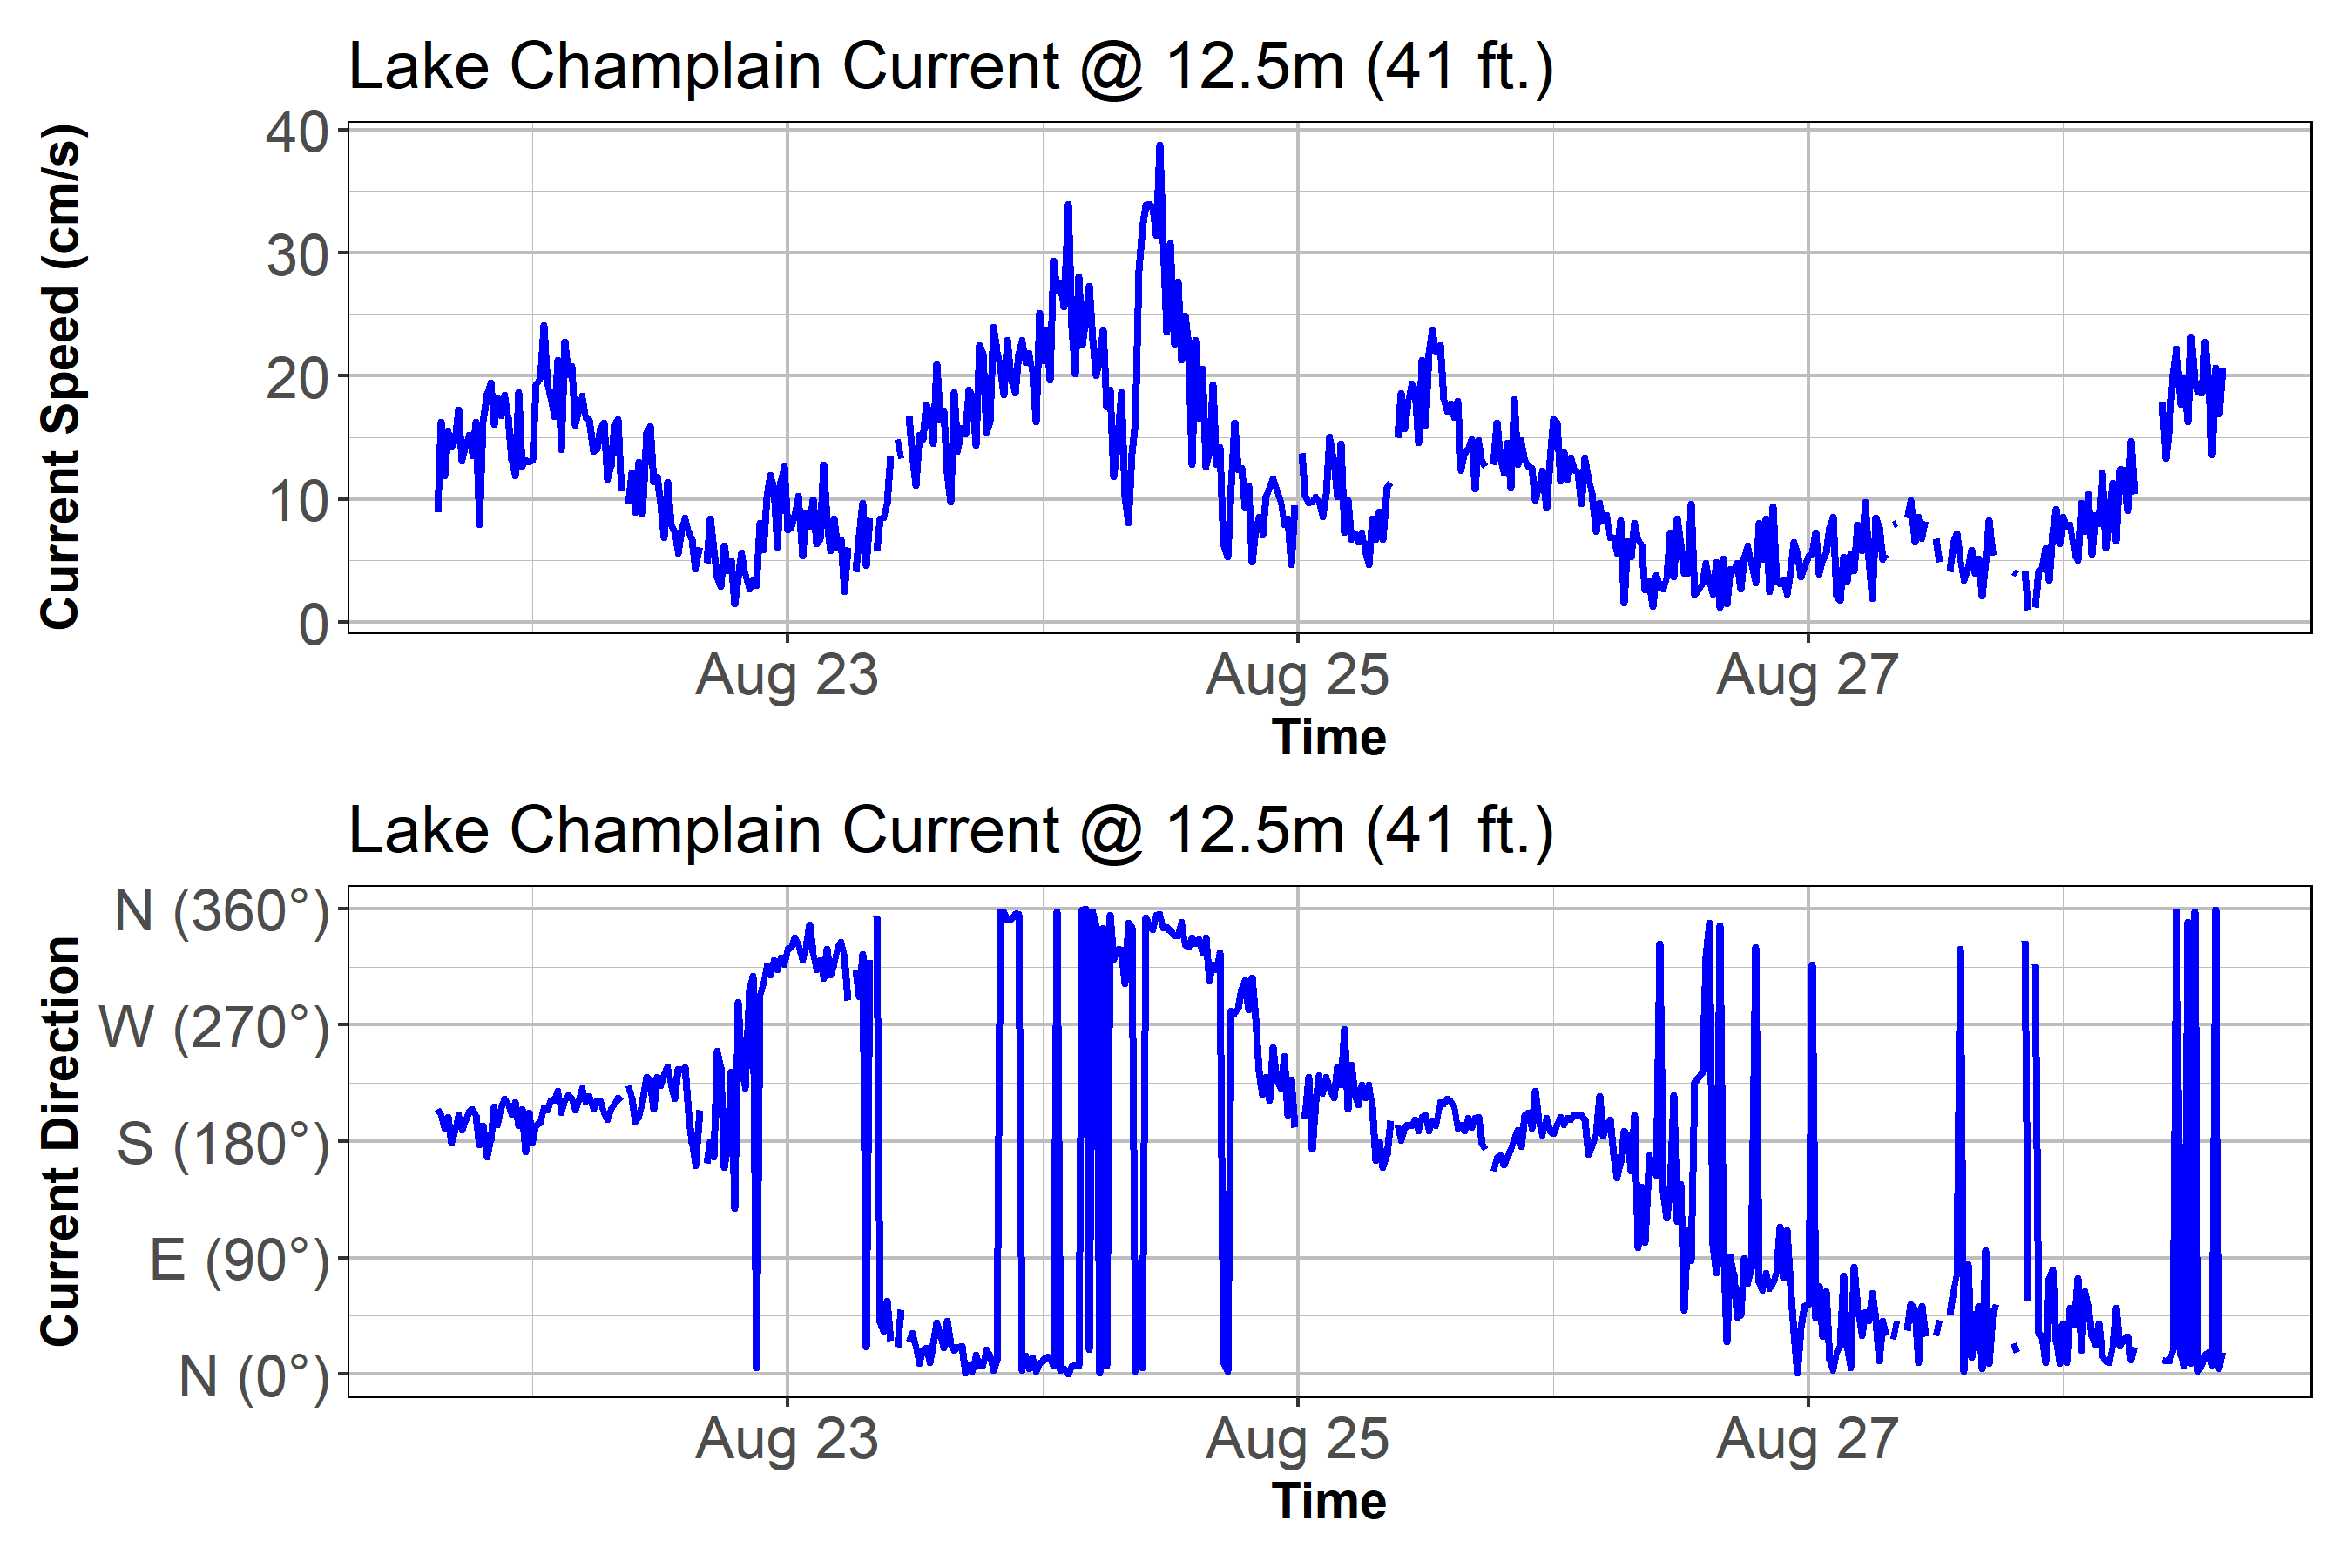 Lake Champlain Current @ 12.5m (41 ft.)
Current Speed (cm/s)
40
30
20
10
0
Aug 23 Aug 25 Aug 27
Time
Lake Champlain Current @ 12.5m (41 ft.)
Current Direction
N (360°)
W (270°)
S (180°)
E (90°)
N (0°)
Aug 23 Aug 25 Aug 27
Time